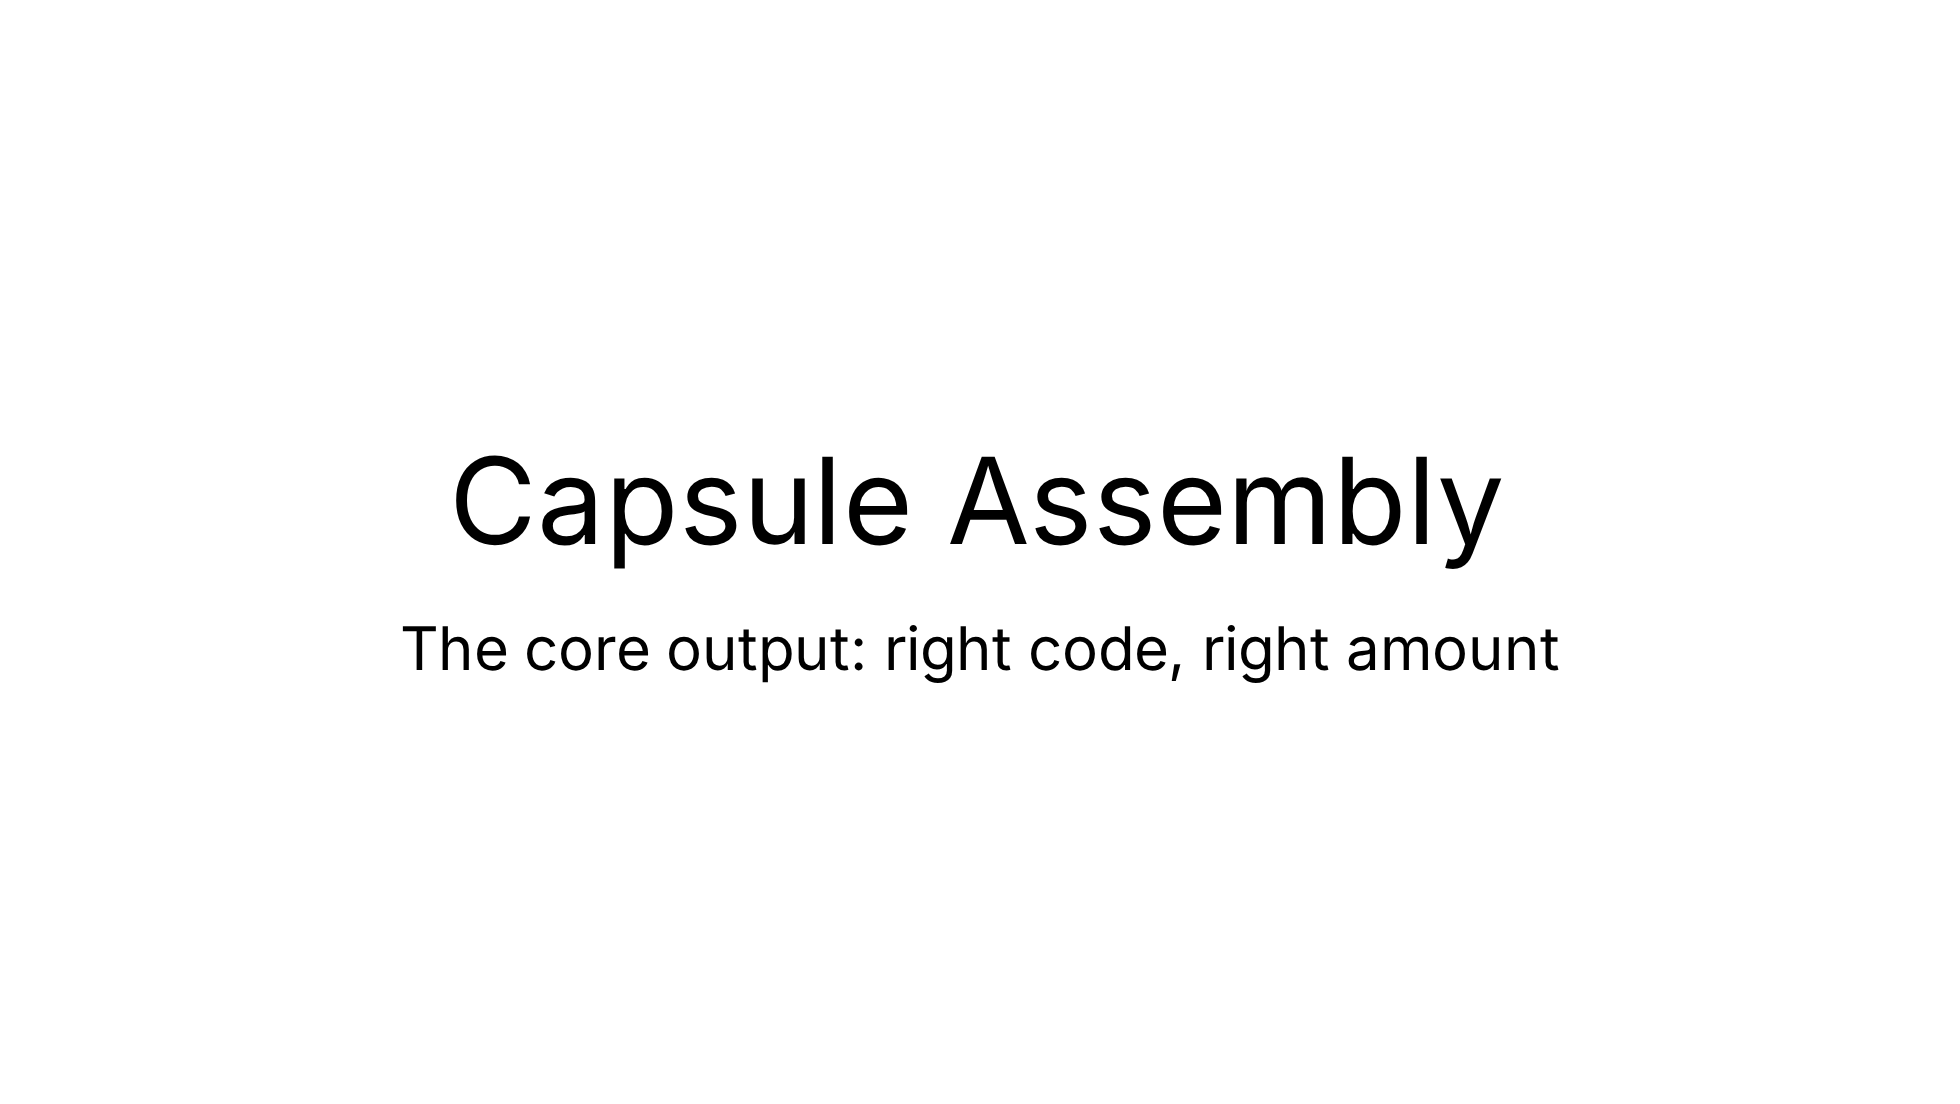 Capsule Assembly
The core output: right code, right amount